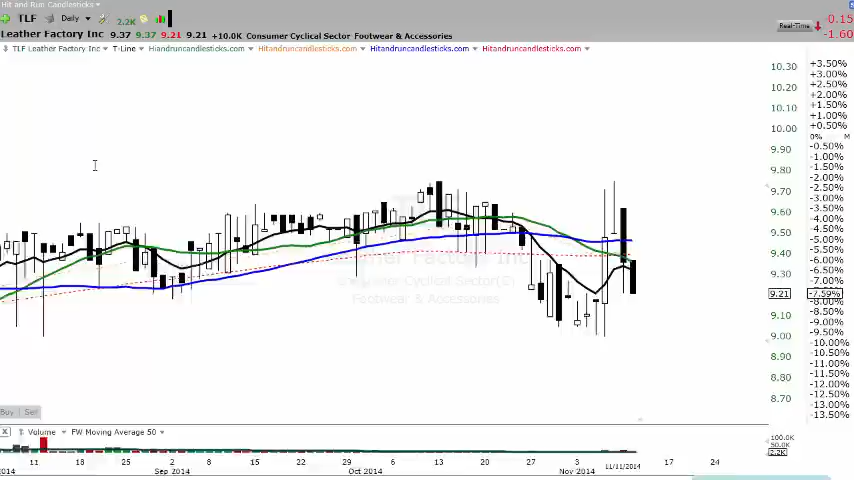 Hit and Run Candlesticks
TLF Daily 2.2K Real-Time -0.15
Leather Factory Inc 9.37 9.37 9.21 9.21 +10.0K Consumer Cyclical Sector Footwear & Accessories -1.60
TLF Leather Factory Inc T-Line Hiandruncandlesticks.com Hitandruncandlesticks.com Hitandruncandlesticks.com Hitandruncandlesticks.com
10.30 +3.50%
+3.00%
10.20 +2.50%
+2.00%
10.10 +1.50%
+1.00%
10.00 +0.50%
0% M
9.90 -0.50%
-1.00%
-1.50%
9.80 -2.00%
-2.50%
9.70 -3.00%
-3.50%
9.60 -4.00%
-4.50%
9.50 -5.00%
-5.50%
9.40 -6.00%
-6.50%
9.30 -7.00%
9.21 -7.59%
-8.00%
9.10 -8.50%
-9.00%
9.00 -9.50%
-10.00%
8.90 -10.50%
-11.00%
8.80 -11.50%
-12.00%
-12.50%
8.70 -13.00%
-13.50%
Consumer Cyclical Sector(S)
Footwear & Accessories
Buy Sell
X Volume FW Moving Average 50
100.0K
50.0K
2.2K
2014 11 18 25 2 8 15 22 29 6 13 20 27 3 11/11/2014 17 24
Sep 2014 Oct 2014 Nov 2014